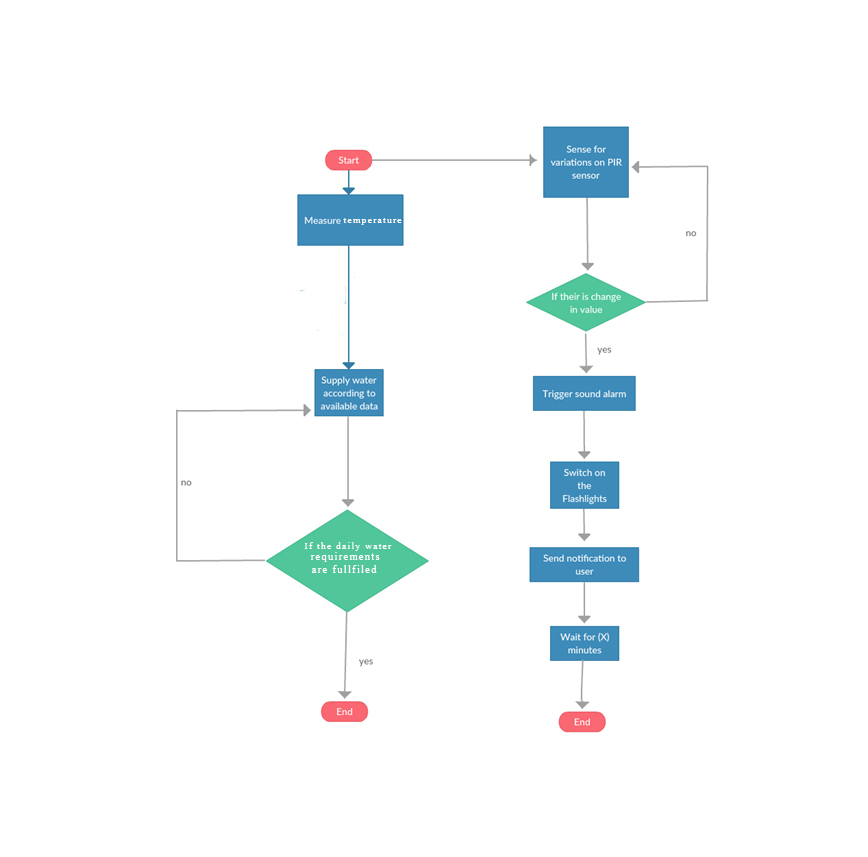 Start
Measure temperature
Supply water
according to
available data
no
If the daily water
requirements
are fullfiled
yes
End
Sense for
variations on PIR
sensor
no
If their is change
in value
yes
Trigger sound alarm
Switch on
the
Flashlights
Send notification to
user
Wait for (X)
minutes
End